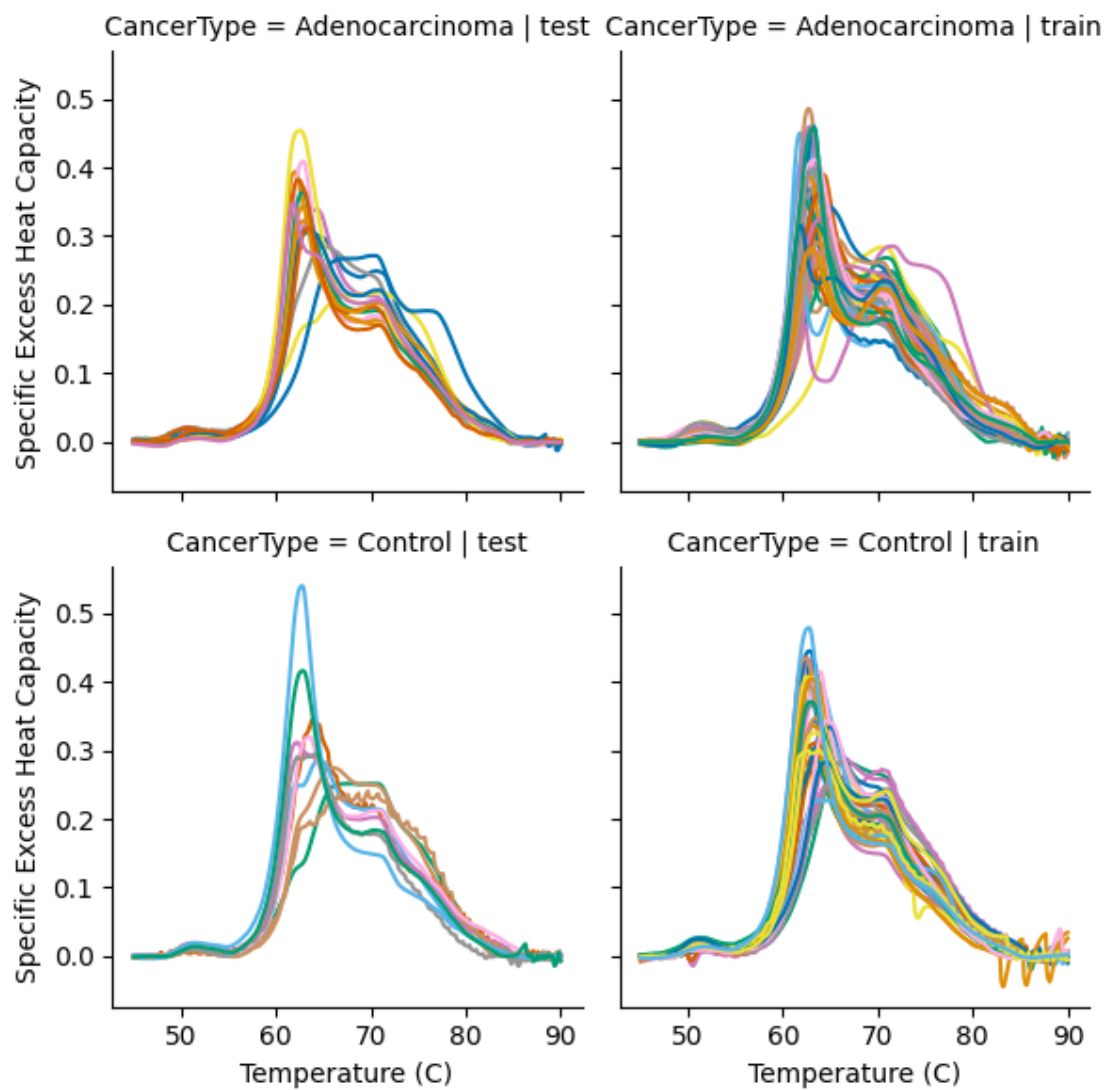 CancerType = Adenocarcinoma | test
CancerType = Adenocarcinoma | train
Specific Excess Heat Capacity
0.5
0.4
0.3
0.2
0.1
0.0
CancerType = Control | test
CancerType = Control | train
Specific Excess Heat Capacity
0.5
0.4
0.3
0.2
0.1
0.0
50 60 70 80 90
50 60 70 80 90
Temperature (C)
Temperature (C)